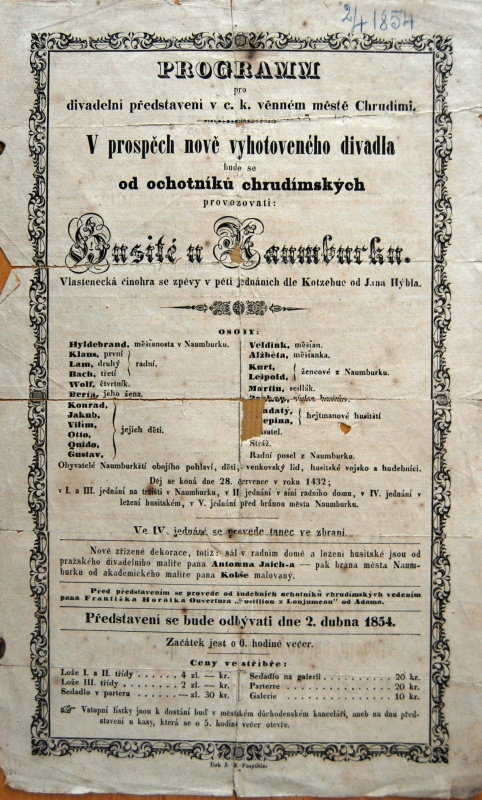 2/4 1854
PROGRAMM
pro
divadelní představení v c. k. věnném městě Chrudimi.
V prospěch nově vyhotoveného divadla
bude se
od ochotníků chrudímských
provozovati:
Husité u Naumburku.
Vlastenecká činohra se zpěvy v pěti jednáních dle Kotzebue od Jana Hýbla.
OSOBY:
Hyldebrand, měšťanosta v Naumburku.
Klaus, první
Lam, druhý
Bach, třetí
radní.
Wolf, čtvrtník.
Berta, jeho žena.
Konrad,
Jakub,
Vilím,
Otto,
Quido,
Gustav,
jejich děti.
Veldink, měšťan.
Alžběta, měšťanka.
Kurt,
Leipold,
žencové z Naumburku.
Martin, sedlák.
hejtmanové husitští
Stráž.
Radní posel z Naumburku.
Obyvatelé Naumburkští obojího pohlaví, děti, venkovský lid, husitské vojsko a hudebníci.
Děj se koná dne 28. července v roku 1432;
v I. a III. jednání na tržišti v Naumburku, v II. jednání v síni radního domu, v IV. jednání v
ležení husitském, v V. jednání před bránou města Naumburku.
Ve IV. jednání se provede tanec ve zbrani.
Nově zřízené dekorace, totiž: sál v radním domě a ležení husitské jsou od
pražského divadelního malíře pana Antonína Jaich-a — pak brána města Naum-
burku od akademického malíře pana Kokše malovaný.
Před představením se provede od hudebních ochotníků chrudímských vedením
pana Františka Horálka Ouvertura „Postillon z Lonjumeau" od Adama.
Představení se bude odbývati dne 2. dubna 1854.
Začátek jest o 6. hodině večer.
Ceny ve stříbře:
Lože I. a II. třídy . . . . . . 4 zl. — kr.
Lože III. třídy . . . . . . . 2 zl. — kr.
Sedadlo v parteru . . . . . — zl. 30 kr.
Sedadlo na galerii . . . . . . . . . . 20 kr.
Parterre . . . . . . . . . . . . . 20 kr.
Galerie . . . . . . . . . . . . . 10 kr.
☞ Vstupní lístky jsou k dostání buď v městském důchodenském kanceláři, aneb na dnu před-
stavení u kasy, která se o 5. hodině večer otevře.
Tisk J. B. Pospíšila.